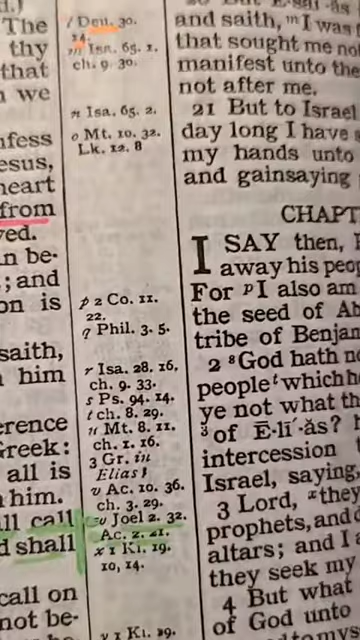 The
thy
that
n we
nfess
esus,
heart
from
ved.
n be-
; and
on is
saith,
him
erence
Greek:
all is
him.
ll call
d shall
call on
not be-
l Deu. 30.
14.
m Isa. 65. 1.
ch. 9. 30.
n Isa. 65. 2.
o Mt. 10. 32.
Lk. 12. 8
p 2 Co. 11.
22.
q Phil. 3. 5.
r Isa. 28. 16.
ch. 9. 33.
s Ps. 94. 14.
t ch. 8. 29.
u Mt. 8. 11.
ch. 1. 16.
3 Gr. in
Elias?
v Ac. 10. 36.
ch. 3. 29.
w Joel 2. 32.
Ac. 2. 21.
x 1 Ki. 19.
10, 14.
y 1 Ki. 19.
and saith, m I was
that sought me not
manifest unto the
not after me.
21 But to Israel
day long I have
my hands unto
and gainsaying
CHAPT
I SAY then,
away his peop
For p I also am
the seed of Ab
tribe of Benjam
2 s God hath no
people t which h
ye not what th
3 of Ē-lī´-ăs? h
intercession
Israel, saying,
3 Lord, x they
prophets, and
altars; and I a
they seek my
4 But what
of God unto